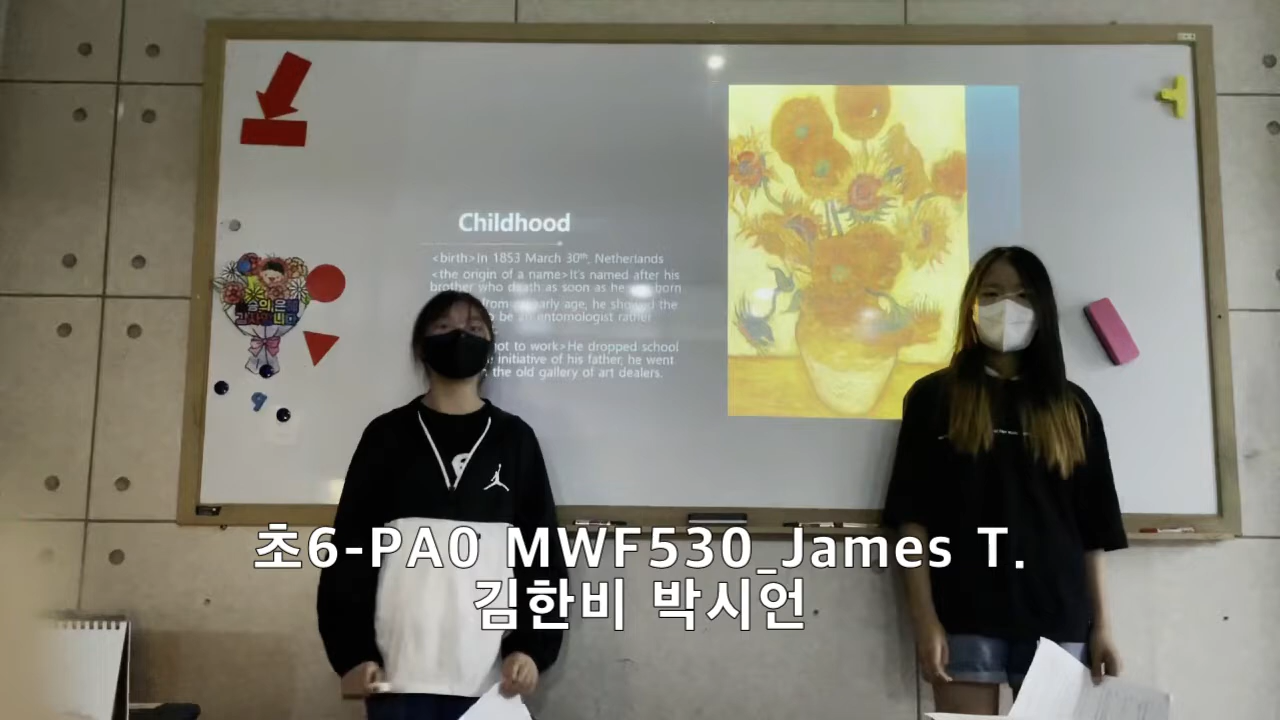 Childhood
<birth>In 1853 March 30th, Netherlands
<the origin of a name>It's named after his
brother who death as soon as he born
from early age, he showed the
be an entomologist rather
got to work>He dropped school
initiative of his father, he went
the old gallery of art dealers.
초6-PA0 MWF530_James T.
김한비 박시언